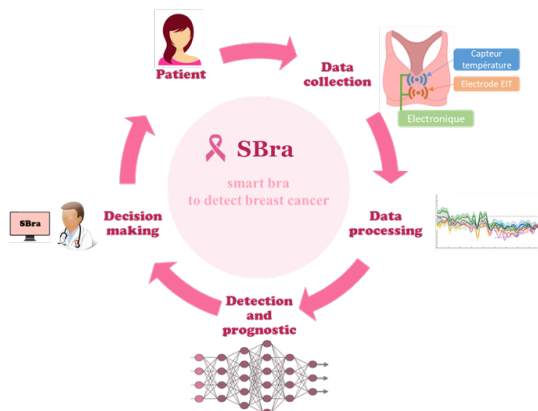 Patient
Data
collection
Capteur
température
Electrode EIT
Electronique
SBra
smart bra
to detect breast cancer
SBra
Decision
making
Data
processing
Detection
and
prognostic